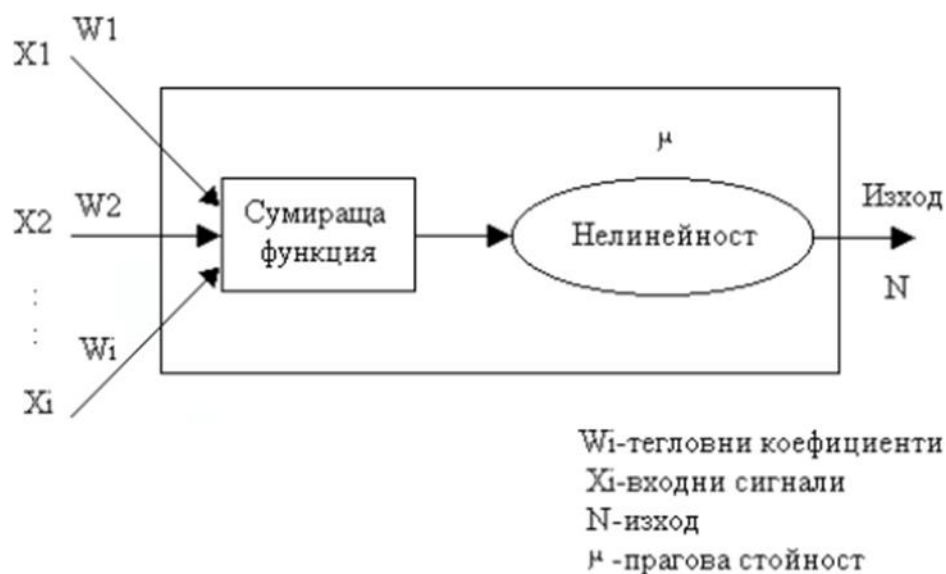 W1
X1
μ
X2
W2
Сумираща
функция
Нелинейност
Изход
N
Wi
Xi
Wi-тегловни коефициенти
Xi-входни сигнали
N-изход
μ-прагова стойност